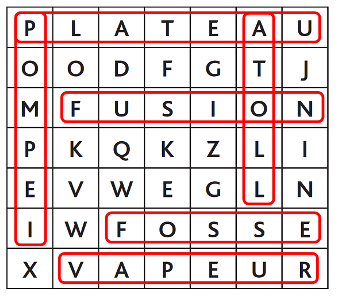 P L A T E A U
O O D F G T J
M F U S I O N
P K Q K Z L I
E V W E G L N
I W F O S S E
X V A P E U R